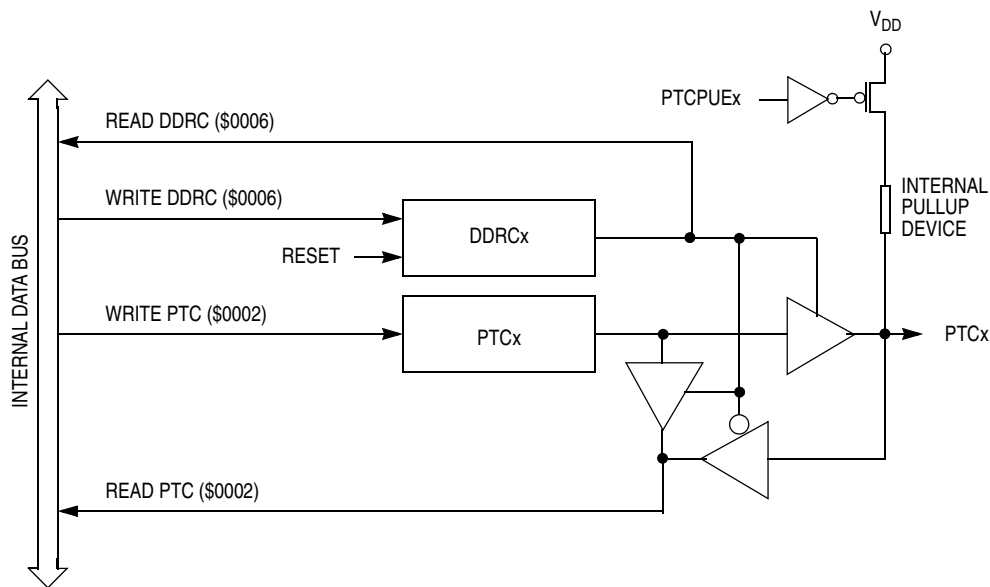 VDD
PTCPUEx
READ DDRC ($0006)
WRITE DDRC ($0006)
INTERNAL
PULLUP
DEVICE
DDRCx
RESET
INTERNAL DATA BUS
WRITE PTC ($0002)
PTCx
PTCx
READ PTC ($0002)